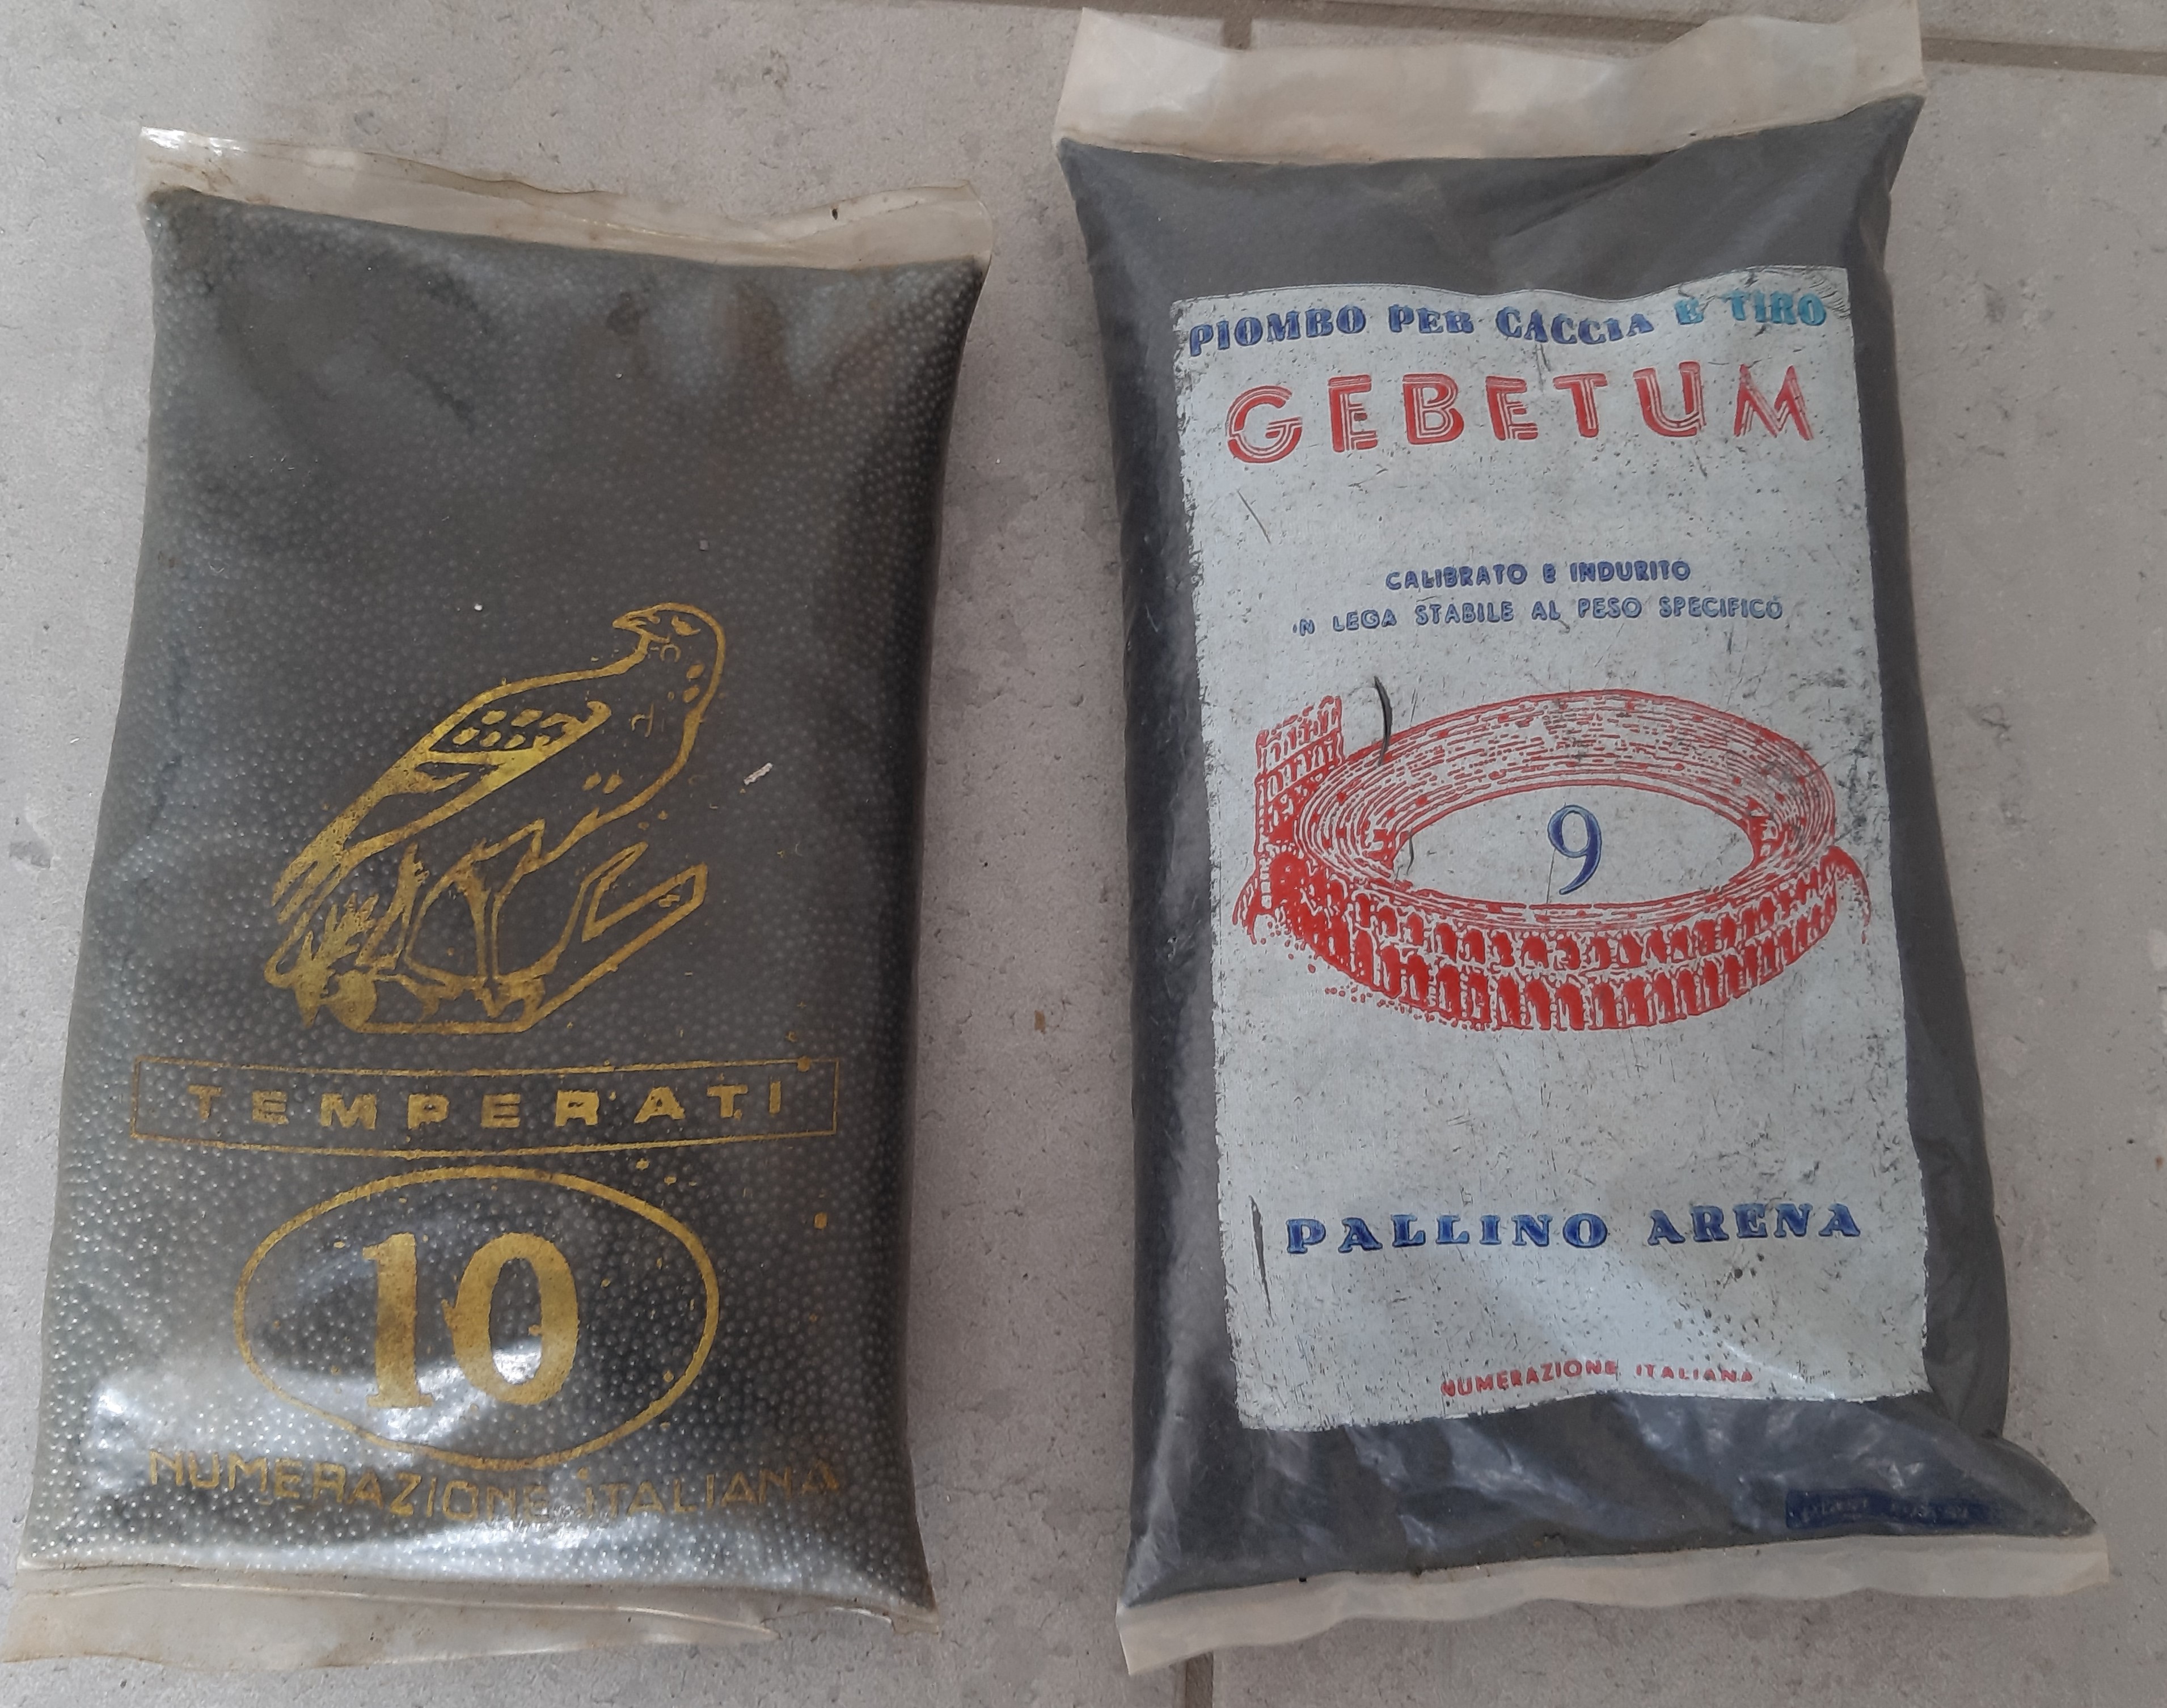 TEMPERATI
10
NUMERAZIONE ITALIANA
PIOMBO PER CACCIA E TIRO
GEBETUM
CALIBRATO E INDURITO
IN LEGA STABILE AL PESO SPECIFICO
9
PALLINO ARENA
NUMERAZIONE ITALIANA